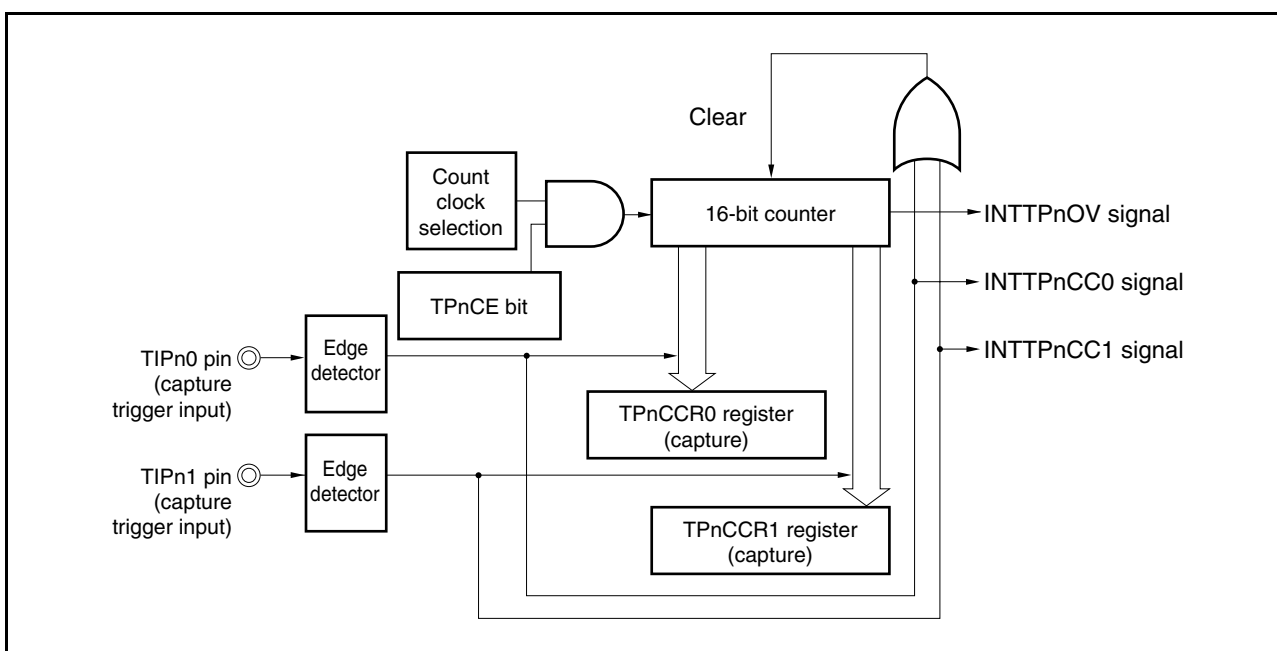 Clear
Count
clock
selection
16-bit counter
INTTPnOV signal
TPnCE bit
INTTPnCC0 signal
INTTPnCC1 signal
TIPn0 pin
(capture
trigger input)
Edge
detector
TPnCCR0 register
(capture)
TIPn1 pin
(capture
trigger input)
Edge
detector
TPnCCR1 register
(capture)